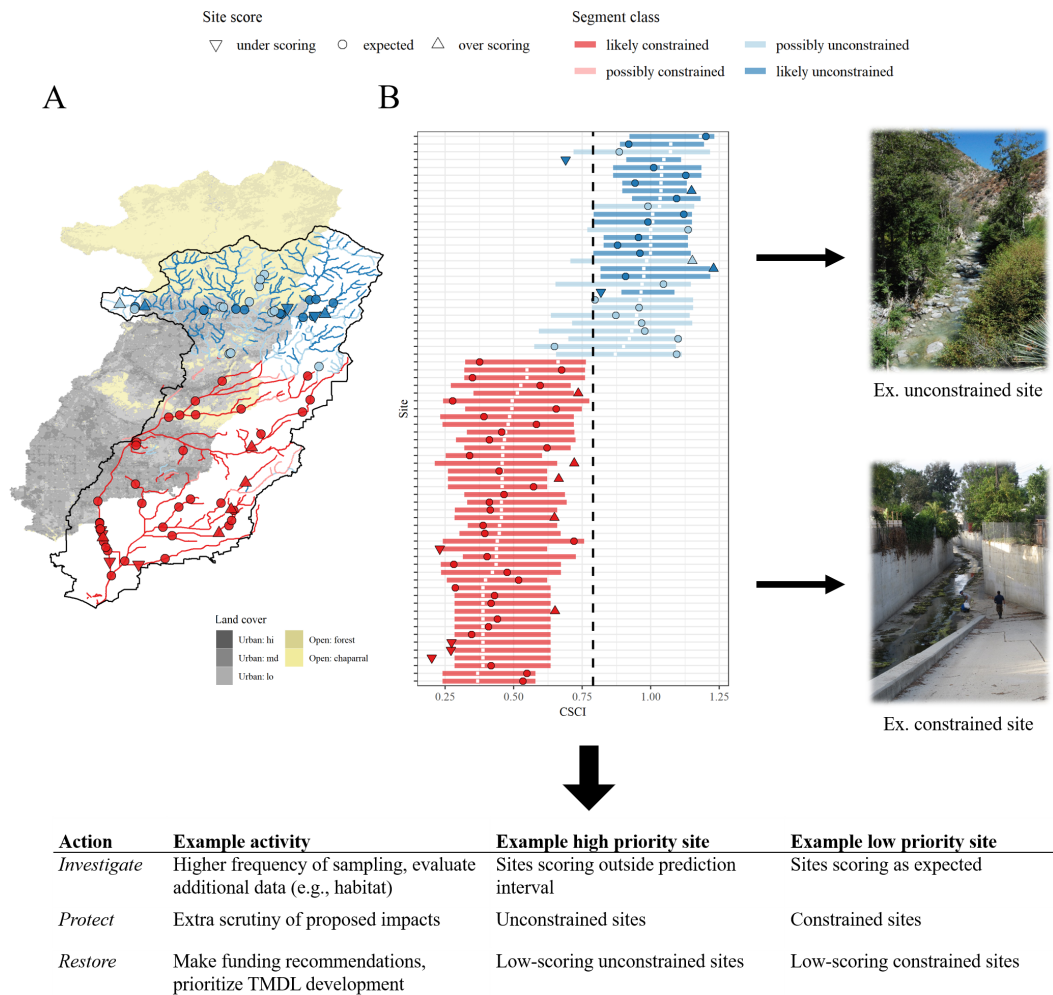 Site score
under scoring
expected
over scoring
Segment class
likely constrained
possibly unconstrained
possibly constrained
likely unconstrained
A
B
Land cover
Urban: hi
Open: forest
Urban: md
Open: chaparral
Urban: lo
Site
0.25
0.50
0.75
1.00
1.25
CSCI
Ex. unconstrained site
Ex. constrained site
Action Example activity Example high priority site Example low priority site
Investigate Higher frequency of sampling, evaluate Sites scoring outside prediction Sites scoring as expected
additional data (e.g., habitat) interval
Protect Extra scrutiny of proposed impacts Unconstrained sites Constrained sites
Restore Make funding recommendations, Low-scoring unconstrained sites Low-scoring constrained sites
prioritize TMDL development